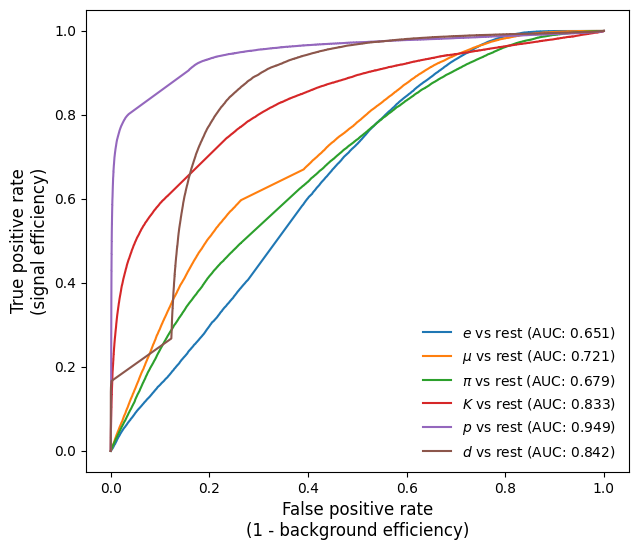 True positive rate
(signal efficiency)
1.0
0.8
0.6
0.4
0.2
0.0
e vs rest (AUC: 0.651)
μ vs rest (AUC: 0.721)
π vs rest (AUC: 0.679)
K vs rest (AUC: 0.833)
p vs rest (AUC: 0.949)
d vs rest (AUC: 0.842)
0.0 0.2 0.4 0.6 0.8 1.0
False positive rate
(1 - background efficiency)